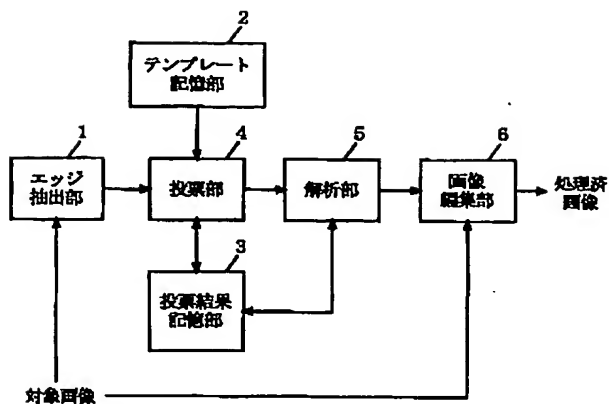 2
テンプレート
記憶部
1
エッジ
抽出部
4
投票部
5
解析部
6
画像
編集部
処理済
画像
3
投票結果
記憶部
対象画像